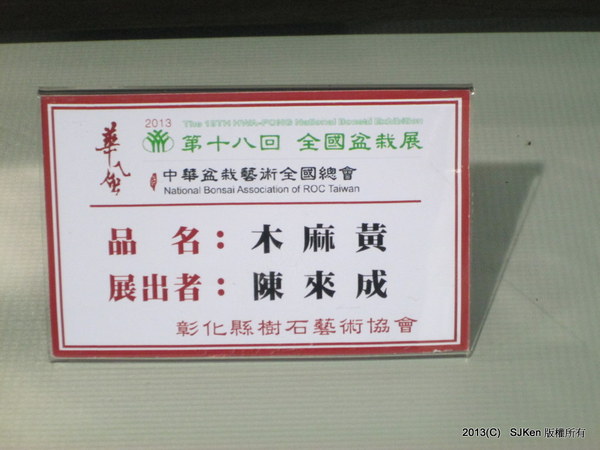 華風
2013 The 18TH HWA-FONG National Bonsai Exhibition
第十八回 全國盆栽展
中華盆栽藝術全國總會
National Bonsai Association of ROC Taiwan
品 名： 木麻黃
展出者： 陳來成
彰化縣樹石藝術協會
2013(C) SJKen 版權所有